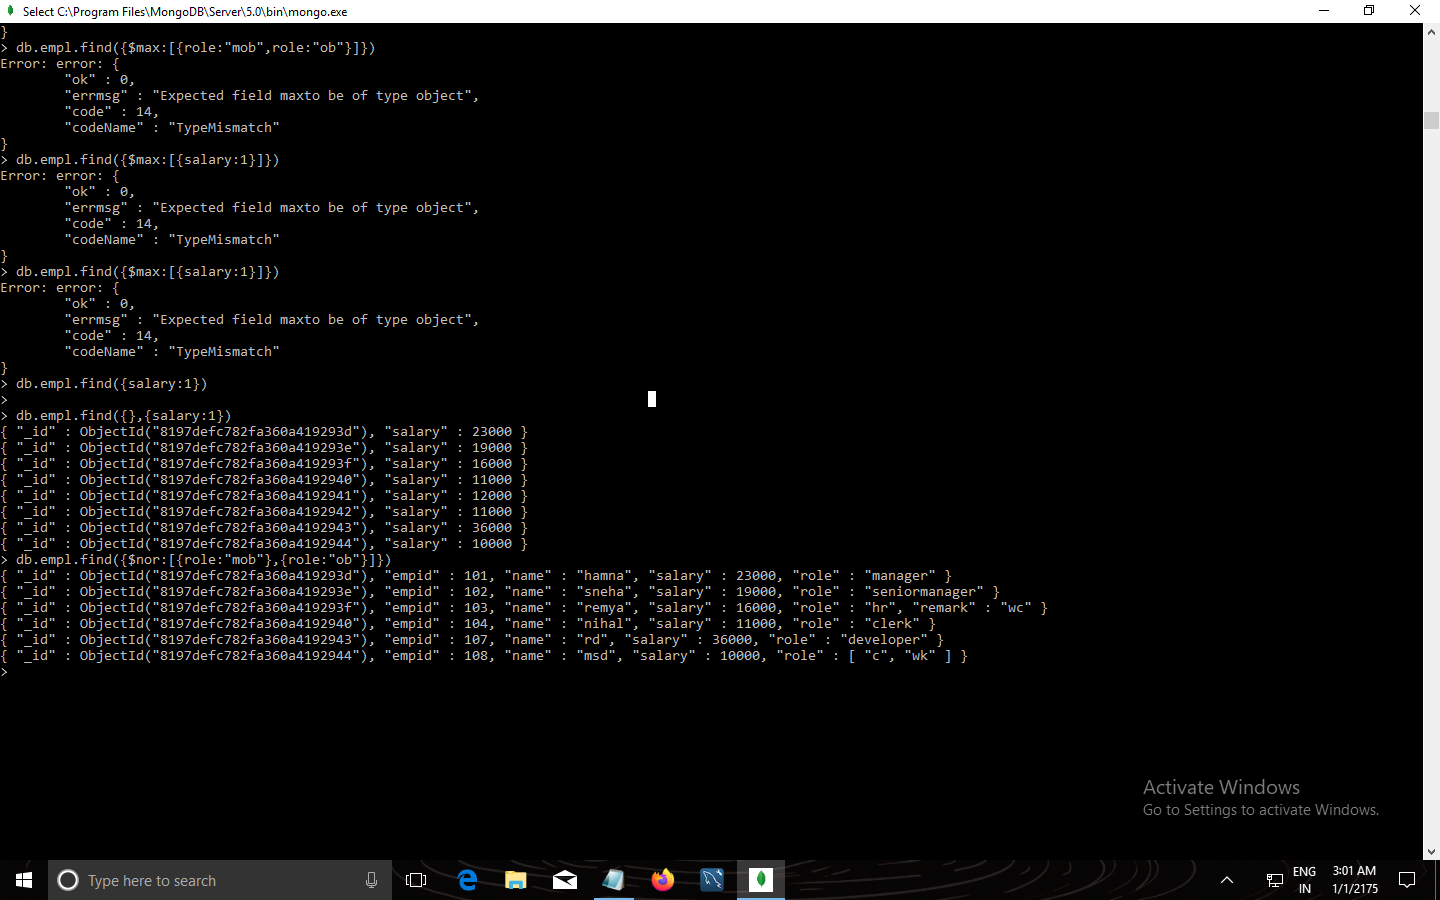 Select C:\Program Files\MongoDB\Server\5.0\bin\mongo.exe
}
> db.empl.find({$max:[{role:"mob",role:"ob"}]})
Error: error: {
"ok" : 0,
"errmsg" : "Expected field maxto be of type object",
"code" : 14,
"codeName" : "TypeMismatch"
}
> db.empl.find({$max:[{salary:1}]})
Error: error: {
"ok" : 0,
"errmsg" : "Expected field maxto be of type object",
"code" : 14,
"codeName" : "TypeMismatch"
}
> db.empl.find({$max:[{salary:1}]})
Error: error: {
"ok" : 0,
"errmsg" : "Expected field maxto be of type object",
"code" : 14,
"codeName" : "TypeMismatch"
}
> db.empl.find({salary:1})
>
> db.empl.find({},{salary:1})
{ "_id" : ObjectId("8197defc782fa360a419293d"), "salary" : 23000 }
{ "_id" : ObjectId("8197defc782fa360a419293e"), "salary" : 19000 }
{ "_id" : ObjectId("8197defc782fa360a419293f"), "salary" : 16000 }
{ "_id" : ObjectId("8197defc782fa360a4192940"), "salary" : 11000 }
{ "_id" : ObjectId("8197defc782fa360a4192941"), "salary" : 12000 }
{ "_id" : ObjectId("8197defc782fa360a4192942"), "salary" : 11000 }
{ "_id" : ObjectId("8197defc782fa360a4192943"), "salary" : 36000 }
{ "_id" : ObjectId("8197defc782fa360a4192944"), "salary" : 10000 }
> db.empl.find({$nor:[{role:"mob"},{role:"ob"}]})
{ "_id" : ObjectId("8197defc782fa360a419293d"), "empid" : 101, "name" : "hamna", "salary" : 23000, "role" : "manager" }
{ "_id" : ObjectId("8197defc782fa360a419293e"), "empid" : 102, "name" : "sneha", "salary" : 19000, "role" : "seniormanager" }
{ "_id" : ObjectId("8197defc782fa360a419293f"), "empid" : 103, "name" : "remya", "salary" : 16000, "role" : "hr", "remark" : "wc" }
{ "_id" : ObjectId("8197defc782fa360a4192940"), "empid" : 104, "name" : "nihal", "salary" : 11000, "role" : "clerk" }
{ "_id" : ObjectId("8197defc782fa360a4192943"), "empid" : 107, "name" : "rd", "salary" : 36000, "role" : "developer" }
{ "_id" : ObjectId("8197defc782fa360a4192944"), "empid" : 108, "name" : "msd", "salary" : 10000, "role" : [ "c", "wk" ] }
>
Activate Windows
Go to Settings to activate Windows.
Type here to search
ENG
IN
3:01 AM
1/1/2175